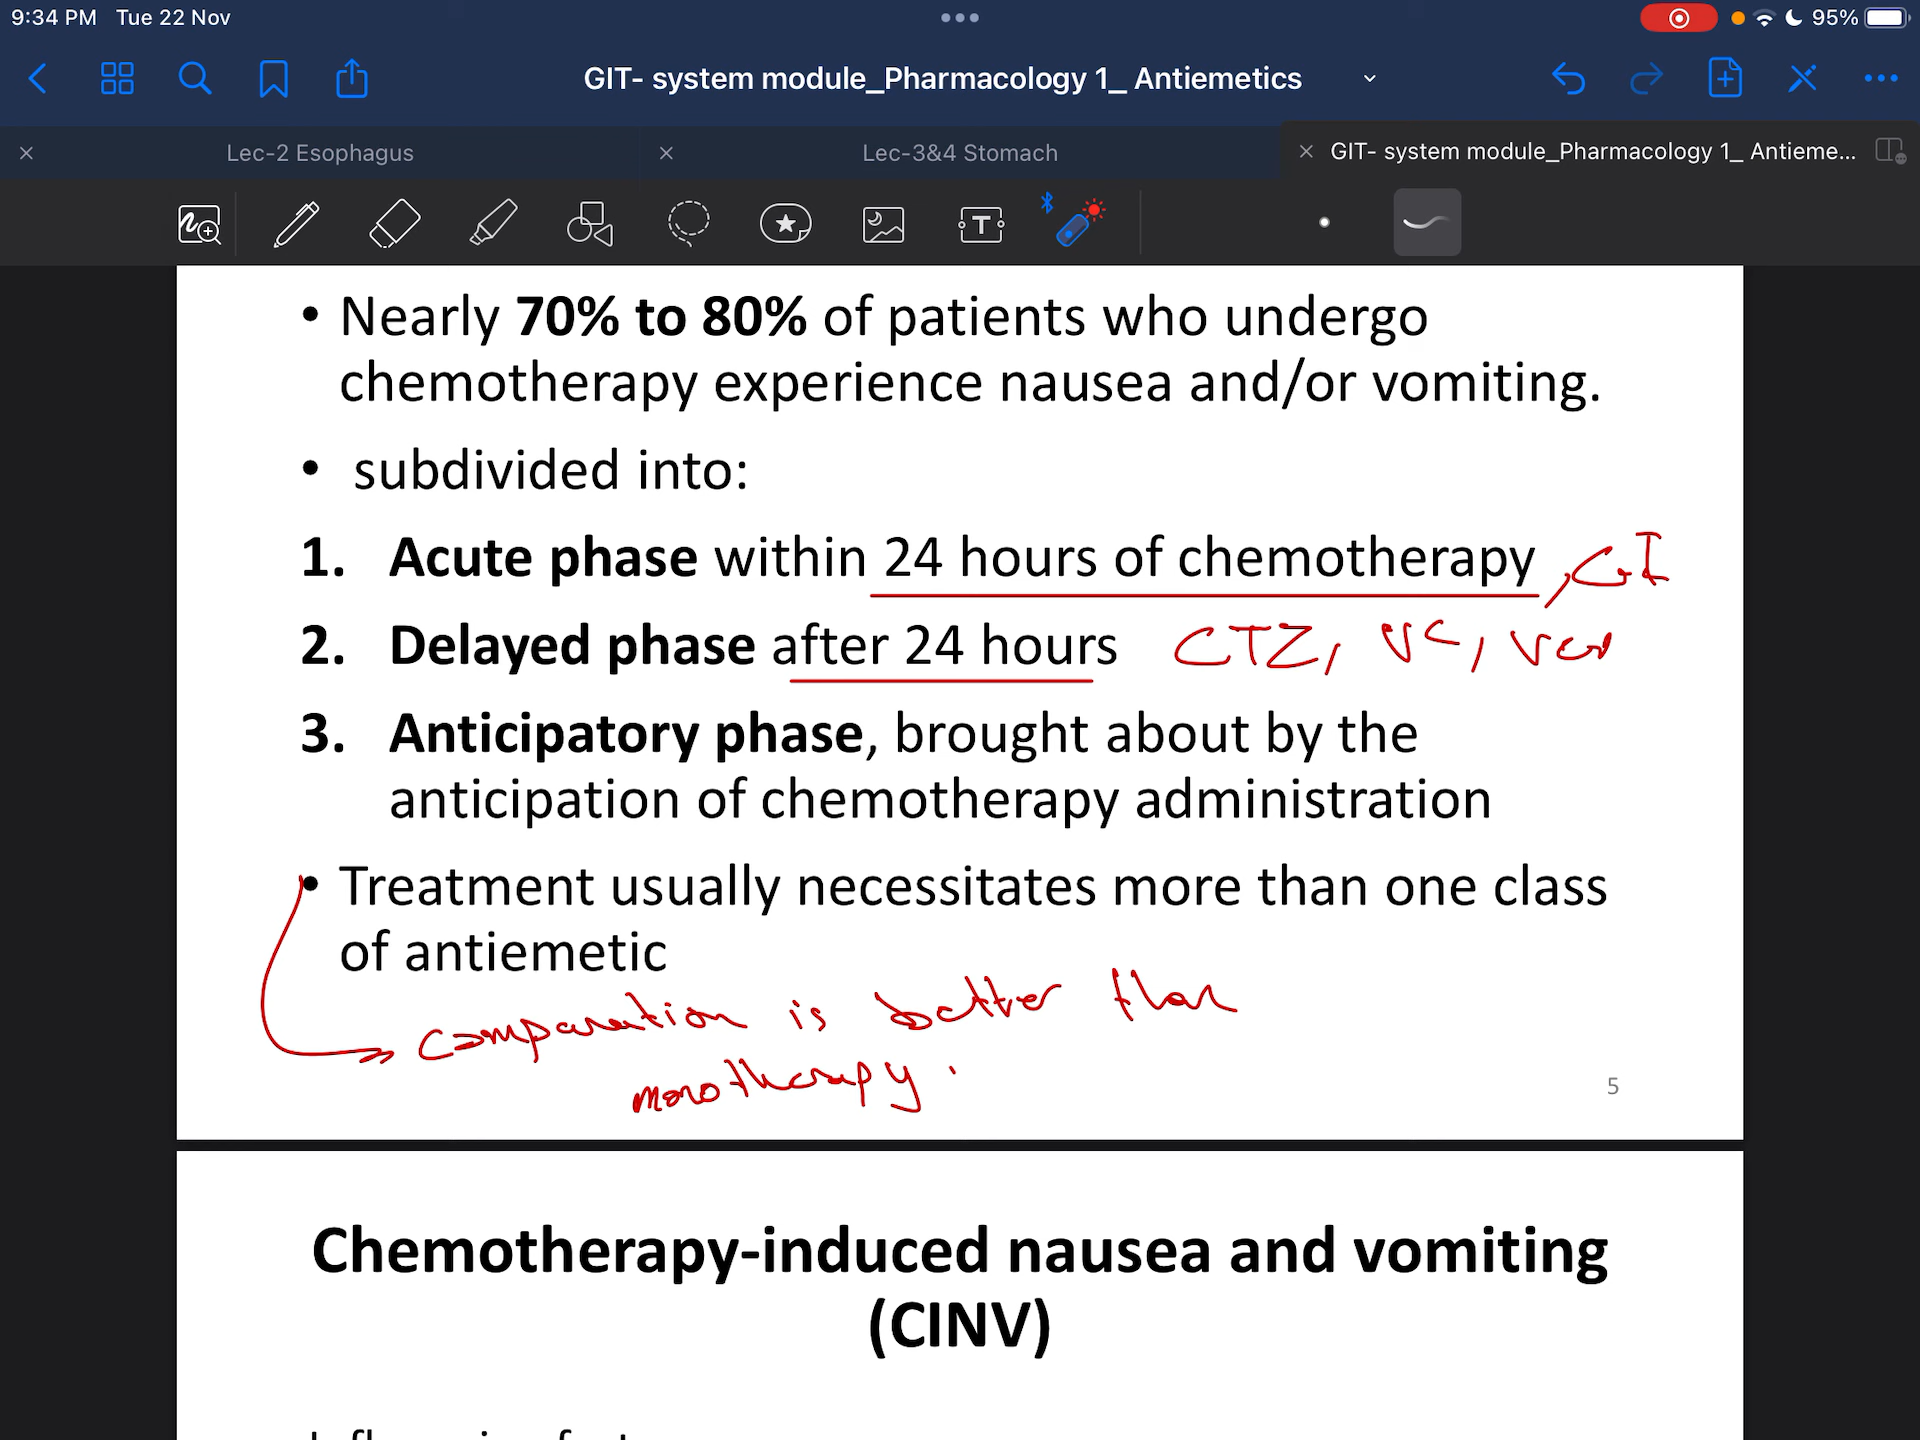 9:34 PM Tue 22 Nov
95%
GIT- system module_Pharmacology 1_ Antiemetics
Lec-2 Esophagus
Lec-3&4 Stomach
GIT- system module_Pharmacology 1_ Antieme...
• Nearly 70% to 80% of patients who undergo
chemotherapy experience nausea and/or vomiting.
• subdivided into:
1. Acute phase within 24 hours of chemotherapy , GI
2. Delayed phase after 24 hours CTZ, VC,
3. Anticipatory phase, brought about by the
anticipation of chemotherapy administration
• Treatment usually necessitates more than one class
of antiemetic
is better than
monotherapy.
5
Chemotherapy-induced nausea and vomiting
(CINV)